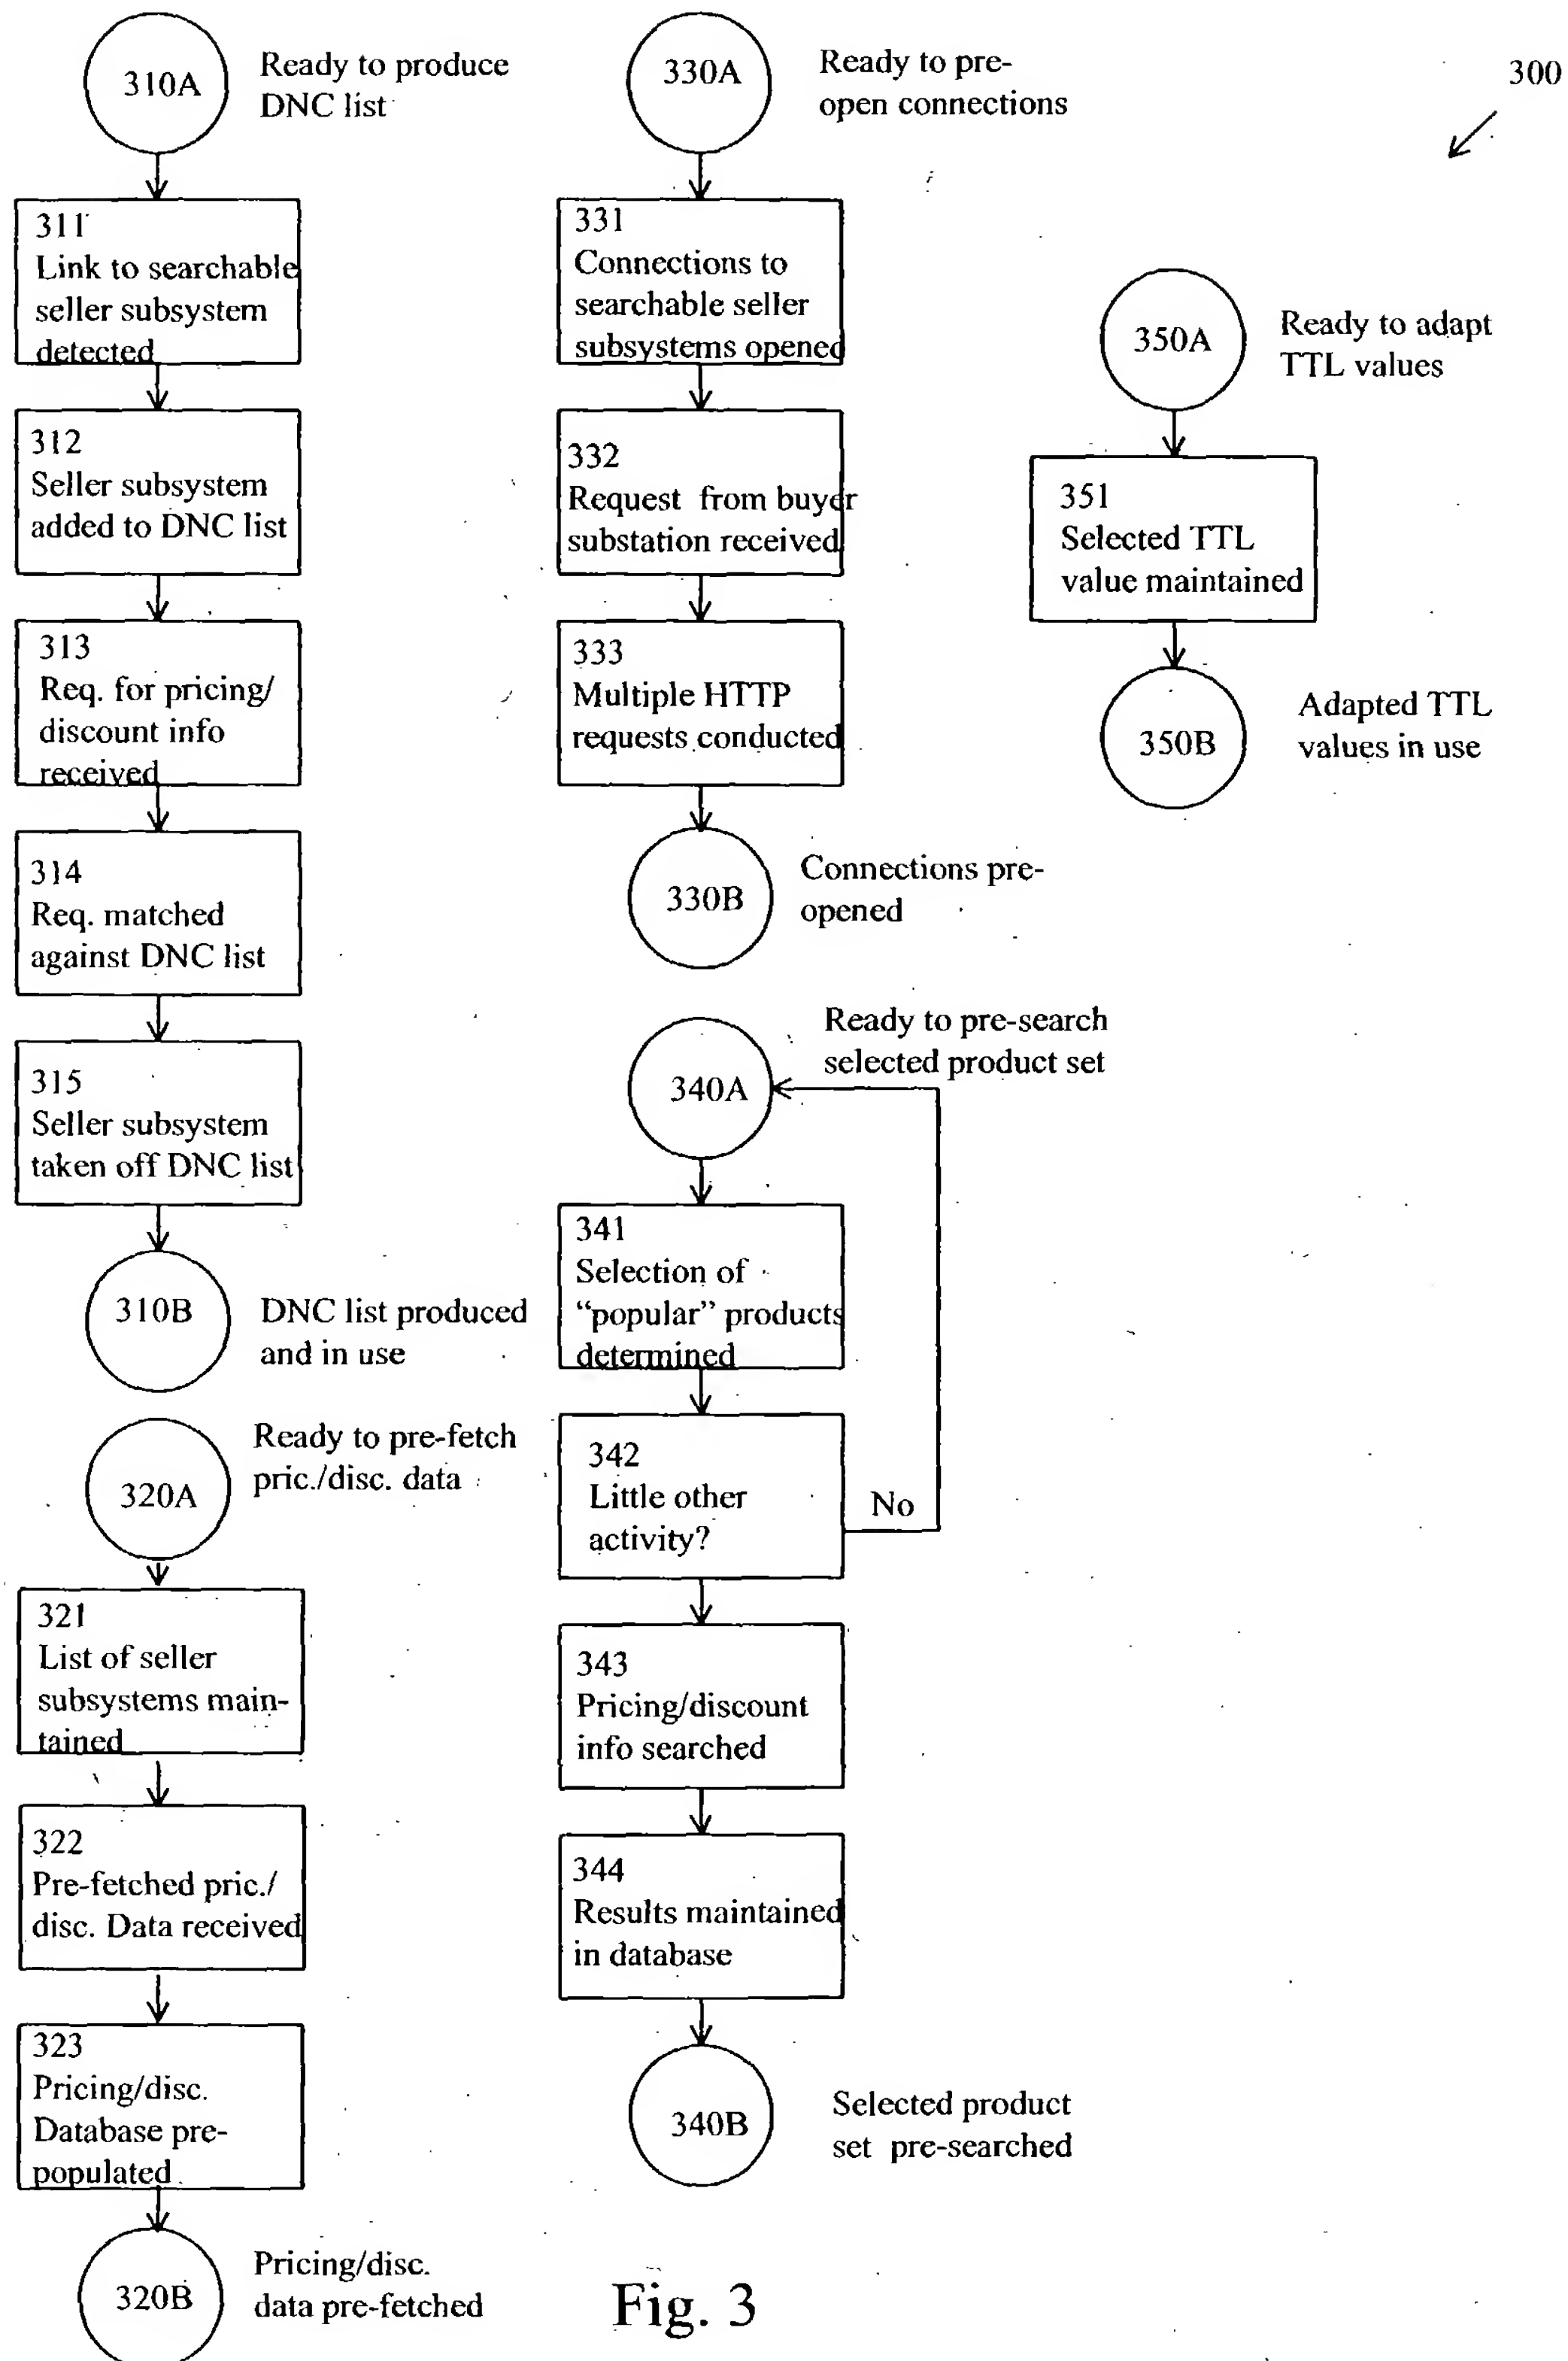 310A
Ready to produce
DNC list
311
Link to searchable
seller subsystem
detected
312
Seller subsystem
added to DNC list
313
Req. for pricing/
discount info
received
314
Req. matched
against DNC list
315
Seller subsystem
taken off DNC list
310B
DNC list produced
and in use
320A
Ready to pre-fetch
pric./disc. data
321
List of seller
subsystems main-
tained
322
Pre-fetched pric./
disc. Data received
323
Pricing/disc.
Database pre-
populated
320B
Pricing/disc.
data pre-fetched
330A
Ready to pre-
open connections
331
Connections to
searchable seller
subsystems opened
332
Request from buyer
substation received
333
Multiple HTTP
requests conducted
330B
Connections pre-
opened
340A
Ready to pre-search
selected product set
341
Selection of
“popular” products
determined
342
Little other
activity?
No
343
Pricing/discount
info searched
344
Results maintained
in database
340B
Selected product
set pre-searched
300
350A
Ready to adapt
TTL values
351
Selected TTL
value maintained
350B
Adapted TTL
values in use
Fig. 3